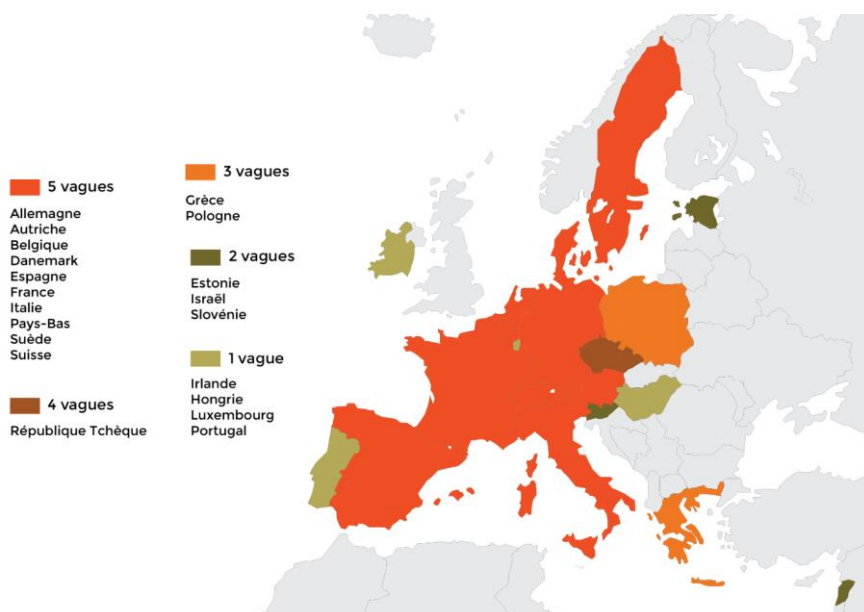 5 vagues
Allemagne
Autriche
Belgique
Danemark
Espagne
France
Italie
Pays-Bas
Suède
Suisse
4 vagues
République Tchèque
3 vagues
Grèce
Pologne
2 vagues
Estonie
Israël
Slovénie
1 vague
Irlande
Hongrie
Luxembourg
Portugal